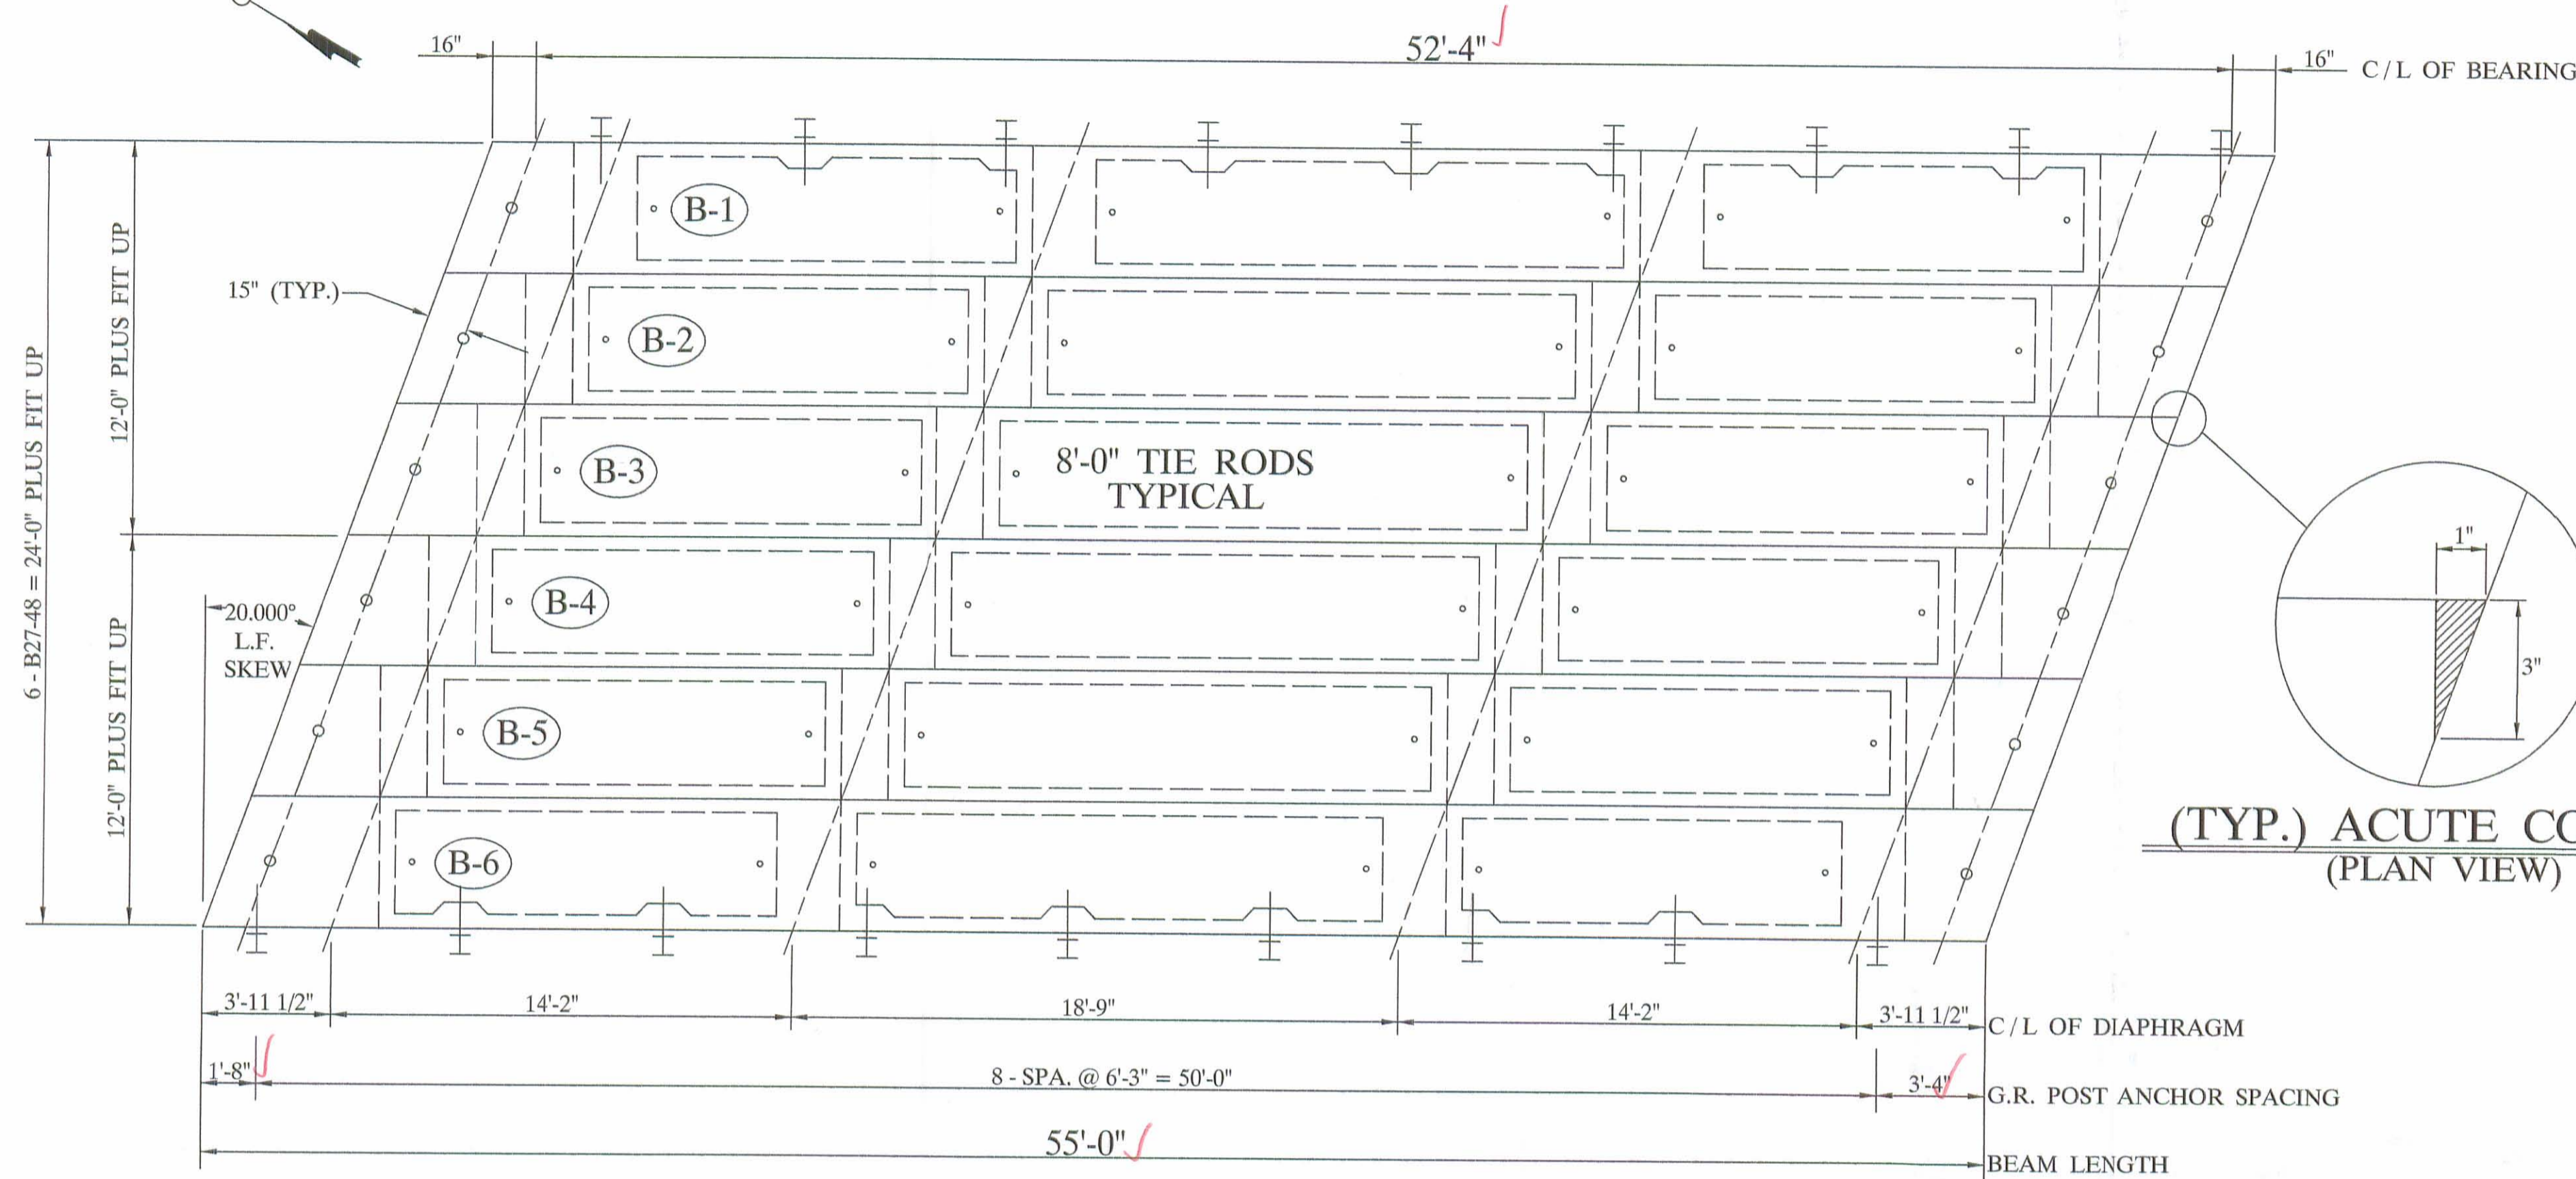 16"
52'-4"
16"
C/L OF BEARING
6 - B27-48 = 24'-0" PLUS FIT UP
12'-0" PLUS FIT UP
12'-0" PLUS FIT UP
15" (TYP.)
20.000°
L.F.
SKEW
B-1
B-2
B-3
8'-0" TIE RODS
TYPICAL
B-4
B-5
B-6
1"
3"
(TYP.) ACUTE CO
(PLAN VIEW)
3'-11 1/2"
14'-2"
18'-9"
14'-2"
3'-11 1/2"
C/L OF DIAPHRAGM
1'-8"
8 - SPA. @ 6'-3" = 50'-0"
3'-4"
G.R. POST ANCHOR SPACING
55'-0"
BEAM LENGTH